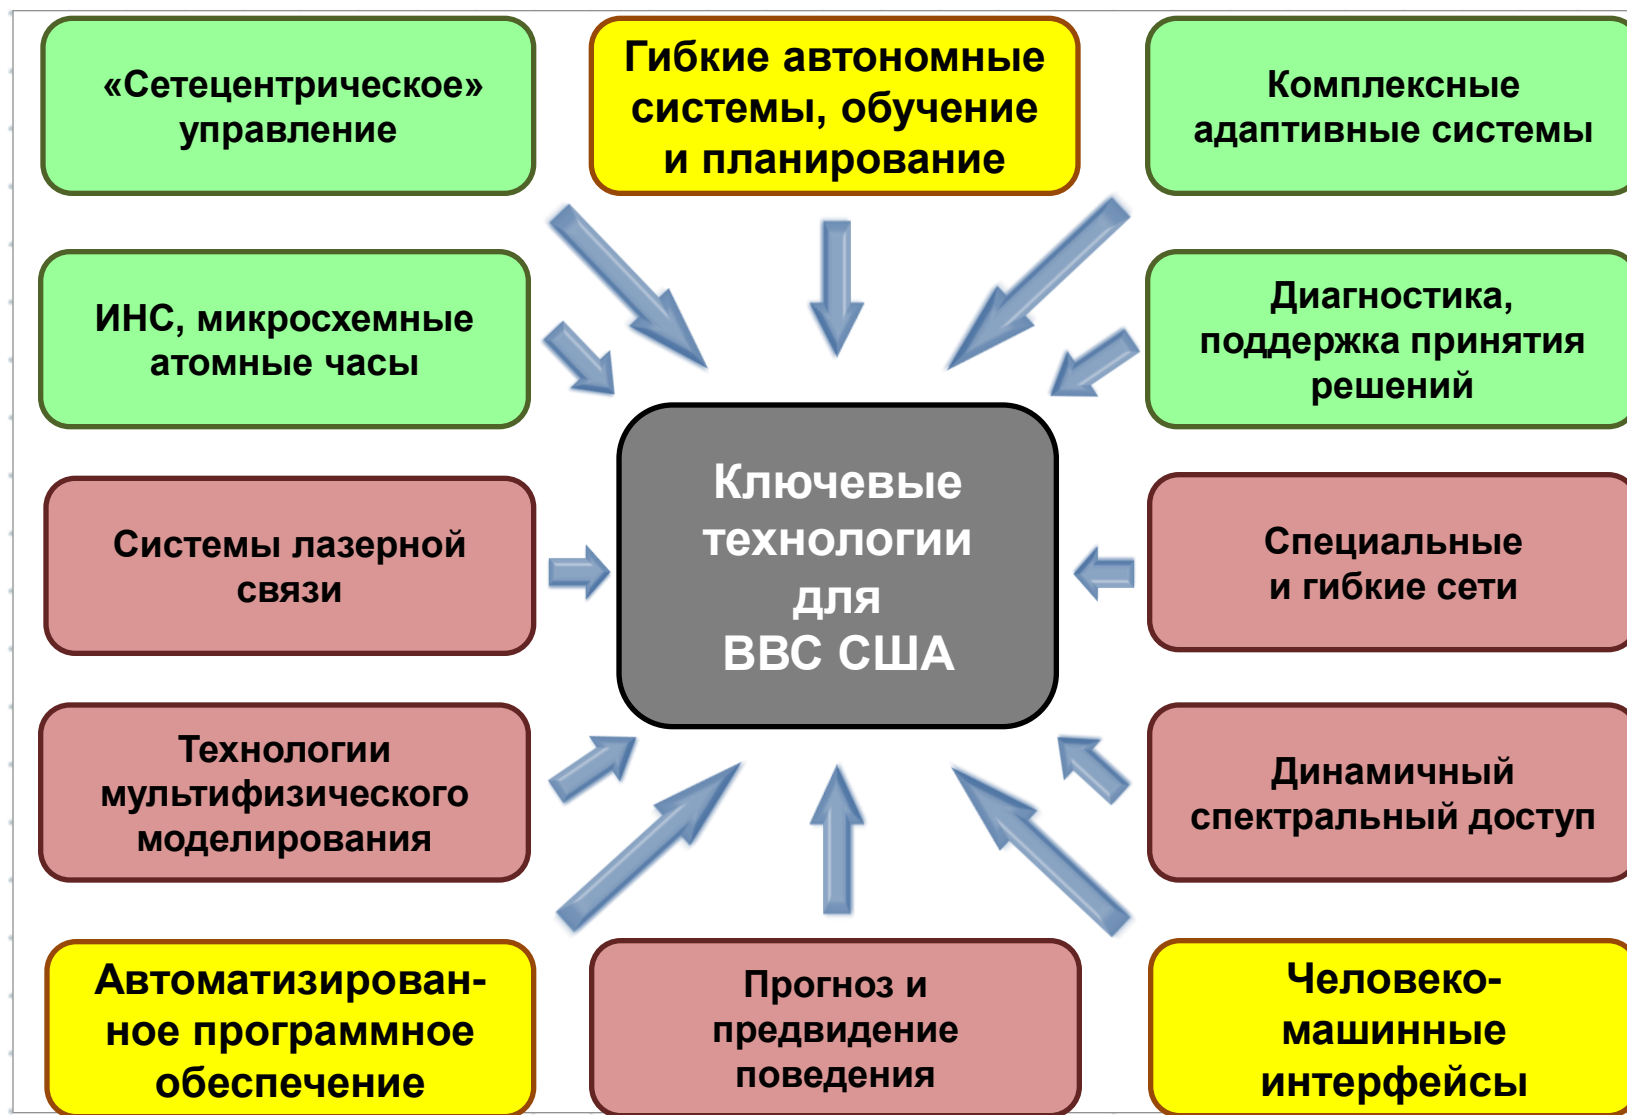 «Сетецентрическое»
управление
Гибкие автономные
системы, обучение
и планирование
Комплексные
адаптивные системы
ИНС, микросхемные
атомные часы
Диагностика,
поддержка принятия
решений
Ключевые
технологии
для
ВВС США
Системы лазерной
связи
Специальные
и гибкие сети
Технологии
мультифизического
моделирования
Динамичный
спектральный доступ
Автоматизирован-
ное программное
обеспечение
Прогноз и
предвидение
поведения
Человеко-
машинные
интерфейсы